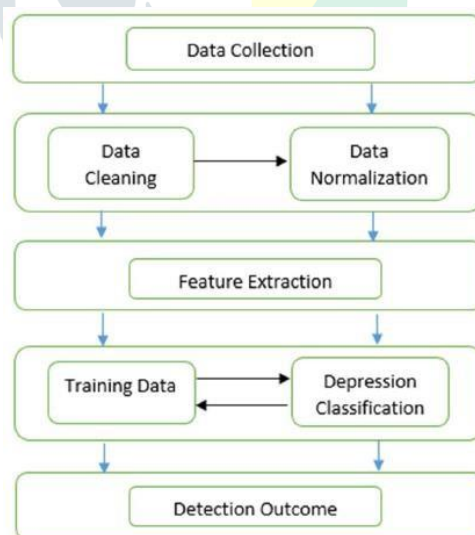 Data Collection
Data
Cleaning
Data
Normalization
Feature Extraction
Training Data
Depression
Classification
Detection Outcome